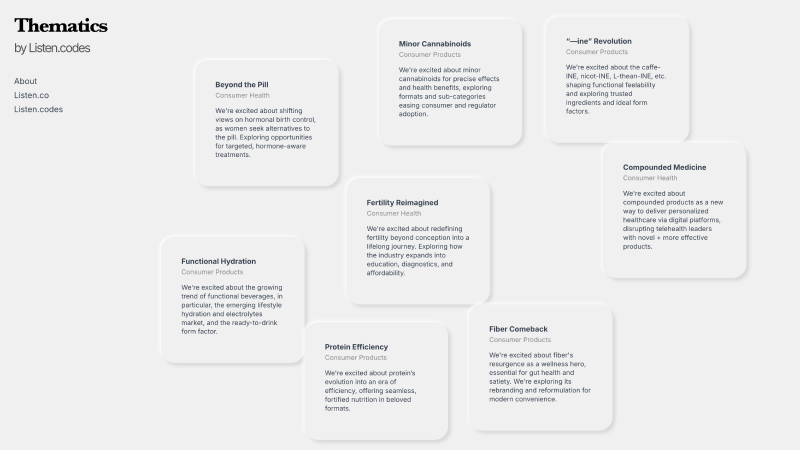 Thematics
by Listen.codes
About
Listen.co
Listen.codes
Beyond the Pill
Consumer Health
We're excited about shifting
views on hormonal birth control,
as women seek alternatives to
the pill. Exploring opportunities
for targeted, hormone-aware
treatments.
Minor Cannabinoids
Consumer Products
We're excited about minor
cannabinoids for precise effects
and health benefits, exploring
formats and sub-categories
easing consumer and regulator
adoption.
“—ine” Revolution
Consumer Products
We're excited about the caffe-
INE, nicot-INE, L-thean-INE, etc.
shaping functional feelability
and exploring trusted
ingredients and ideal form
factors.
Compounded Medicine
Consumer Health
We're excited about
compounded products as a new
way to deliver personalized
healthcare via digital platforms,
disrupting telehealth leaders
with novel + more effective
products.
Fertility Reimagined
Consumer Health
We're excited about redefining
fertility beyond conception into a
lifelong journey. Exploring how
the industry expands into
education, diagnostics, and
affordability.
Functional Hydration
Consumer Products
We're excited about the growing
trend of functional beverages, in
particular, the emerging lifestyle
hydration and electrolytes
market, and the ready-to-drink
form factor.
Protein Efficiency
Consumer Products
We're excited about protein's
evolution into an era of
efficiency, offering seamless,
fortified nutrition in beloved
formats.
Fiber Comeback
Consumer Products
We're excited about fiber's
resurgence as a wellness hero,
essential for gut health and
satiety. We're exploring its
rebranding and reformulation for
modern convenience.